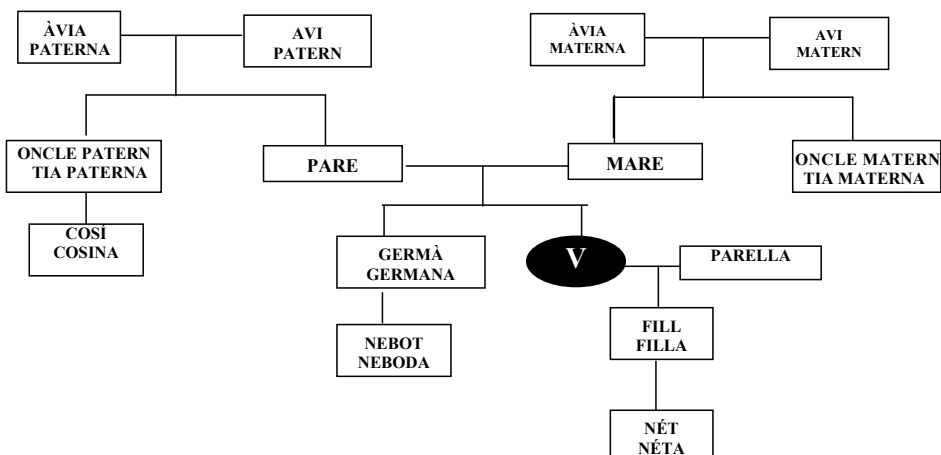 ÀVIA
PATERNA
AVI
PATERN
ÀVIA
MATERNA
AVI
MATERN
ONCLE PATERN
TIA PATERNA
PARE
MARE
ONCLE MATERN
TIA MATERNA
COSÍ
COSINA
GERMÀ
GERMANA
V
PARELLA
NEBOT
NEBODA
FILL
FILLA
NÉT
NÉTA